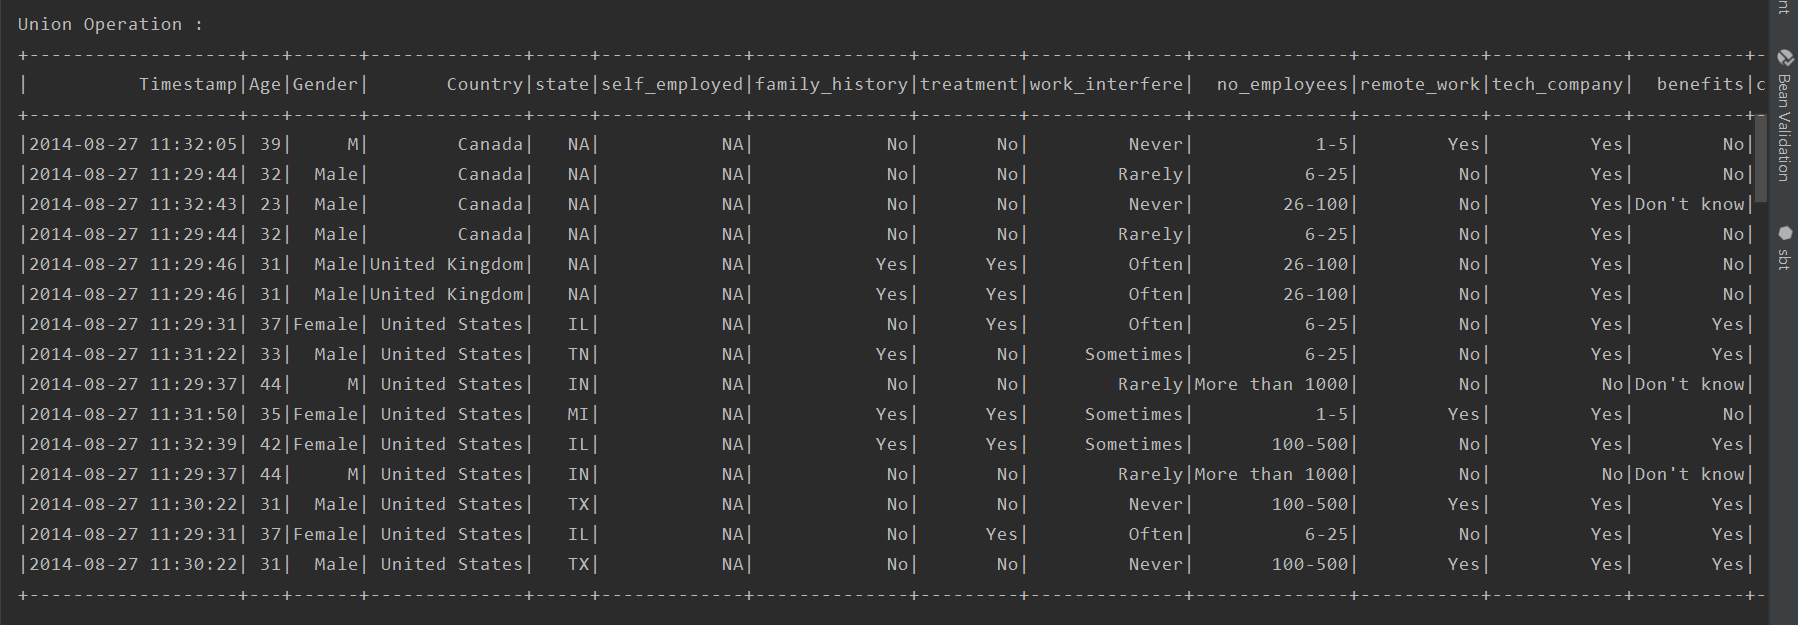 Union Operation :
+-------------------+---+------+--------------+-----+-------------+--------------+---------+--------------+--------------+-----------+------------+----------+-
|          Timestamp|Age|Gender|       Country|state|self_employed|family_history|treatment|work_interfere|  no_employees|remote_work|tech_company|  benefits|c
+-------------------+---+------+--------------+-----+-------------+--------------+---------+--------------+--------------+-----------+------------+----------+-
|2014-08-27 11:32:05| 39|     M|        Canada|   NA|           NA|            No|       No|         Never|           1-5|        Yes|         Yes|        No|
|2014-08-27 11:29:44| 32|  Male|        Canada|   NA|           NA|            No|       No|        Rarely|          6-25|         No|         Yes|        No|
|2014-08-27 11:32:43| 23|  Male|        Canada|   NA|           NA|            No|       No|         Never|        26-100|         No|         Yes|Don't know|
|2014-08-27 11:29:44| 32|  Male|        Canada|   NA|           NA|            No|       No|        Rarely|          6-25|         No|         Yes|        No|
|2014-08-27 11:29:46| 31|  Male|United Kingdom|   NA|           NA|           Yes|      Yes|         Often|        26-100|         No|         Yes|        No|
|2014-08-27 11:29:46| 31|  Male|United Kingdom|   NA|           NA|           Yes|      Yes|         Often|        26-100|         No|         Yes|        No|
|2014-08-27 11:29:31| 37|Female| United States|   IL|           NA|            No|      Yes|         Often|          6-25|         No|         Yes|       Yes|
|2014-08-27 11:31:22| 33|  Male| United States|   TN|           NA|           Yes|       No|     Sometimes|          6-25|         No|         Yes|       Yes|
|2014-08-27 11:29:37| 44|     M| United States|   IN|           NA|            No|       No|        Rarely|More than 1000|         No|          No|Don't know|
|2014-08-27 11:31:50| 35|Female| United States|   MI|           NA|           Yes|      Yes|     Sometimes|           1-5|        Yes|         Yes|        No|
|2014-08-27 11:32:39| 42|Female| United States|   IL|           NA|           Yes|      Yes|     Sometimes|       100-500|         No|         Yes|       Yes|
|2014-08-27 11:29:37| 44|     M| United States|   IN|           NA|            No|       No|        Rarely|More than 1000|         No|          No|Don't know|
|2014-08-27 11:30:22| 31|  Male| United States|   TX|           NA|            No|       No|         Never|       100-500|        Yes|         Yes|       Yes|
|2014-08-27 11:29:31| 37|Female| United States|   IL|           NA|            No|      Yes|         Often|          6-25|         No|         Yes|       Yes|
|2014-08-27 11:30:22| 31|  Male| United States|   TX|           NA|            No|       No|         Never|       100-500|        Yes|         Yes|       Yes|
+-------------------+---+------+--------------+-----+-------------+--------------+---------+--------------+--------------+-----------+------------+----------+-
nt
Bean Validation
sbt